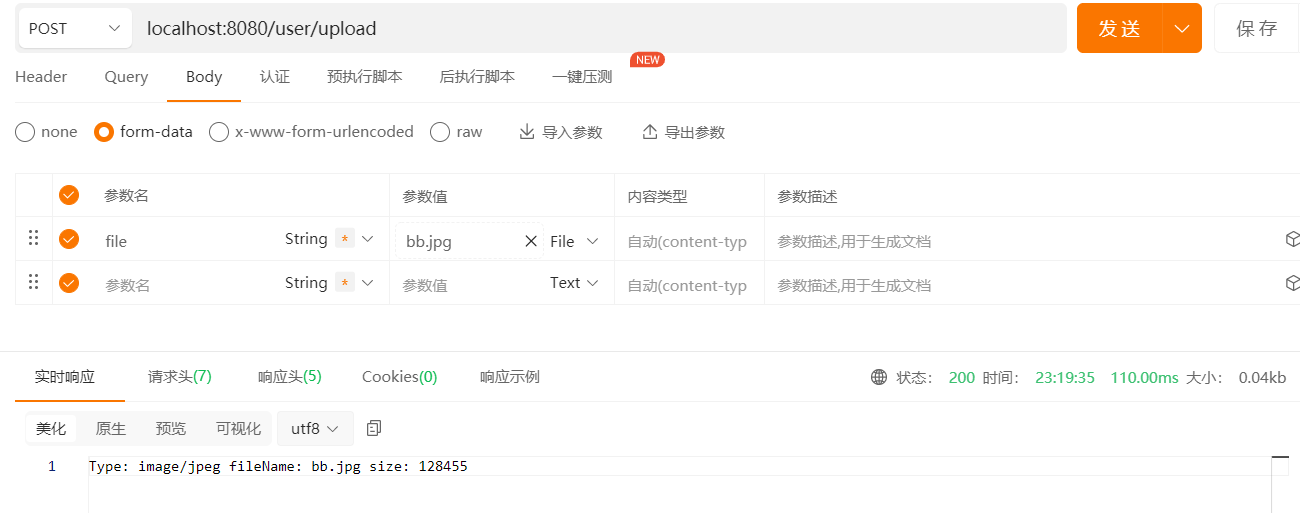 POST localhost:8080/user/upload 发送 保存
Header Query Body 认证 预执行脚本 后执行脚本 一键压测 NEW
none form-data x-www-form-urlencoded raw 导入参数 导出参数
参数名 参数值 内容类型 参数描述
file String * bb.jpg File 自动(content-typ 参数描述,用于生成文档
参数名 String * 参数值 Text 自动(content-typ 参数描述,用于生成文档
实时响应 请求头(7) 响应头(5) Cookies(0) 响应示例 状态: 200 时间: 23:19:35 110.00ms 大小: 0.04kb
美化 原生 预览 可视化 utf8
1 Type: image/jpeg fileName: bb.jpg size: 128455